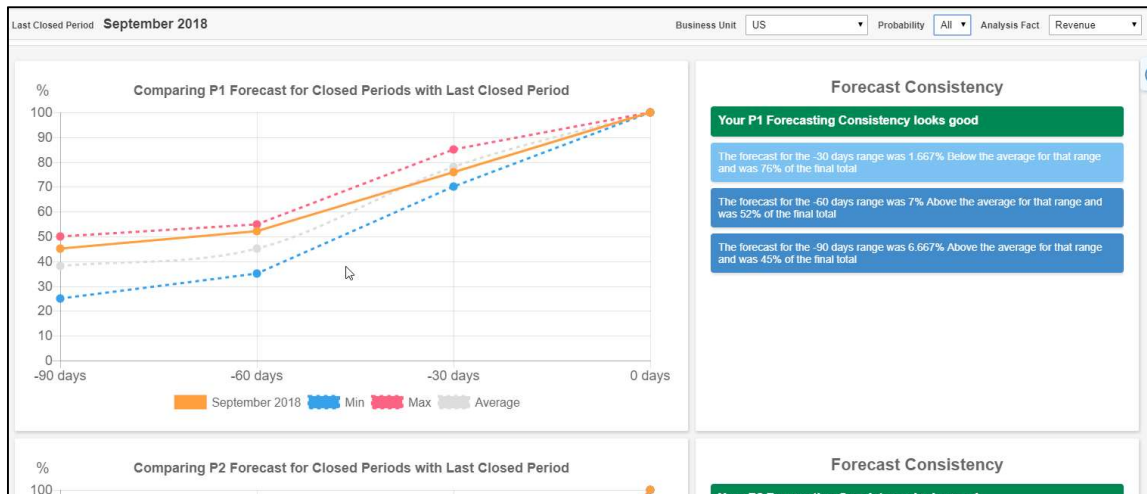 Last Closed Period September 2018 Business Unit US Probability All Analysis Fact Revenue
% Comparing P1 Forecast for Closed Periods with Last Closed Period
100
90
80
70
60
50
40
30
20
10
0
-90 days -60 days -30 days 0 days
September 2018 Min Max Average
Forecast Consistency
Your P1 Forecasting Consistency looks good
The forecast for the -30 days range was 1.667% Below the average for that range
and was 76% of the final total
The forecast for the -60 days range was 7% Above the average for that range and
was 52% of the final total
The forecast for the -90 days range was 6.667% Above the average for that range
and was 45% of the final total
% Comparing P2 Forecast for Closed Periods with Last Closed Period
100
Forecast Consistency